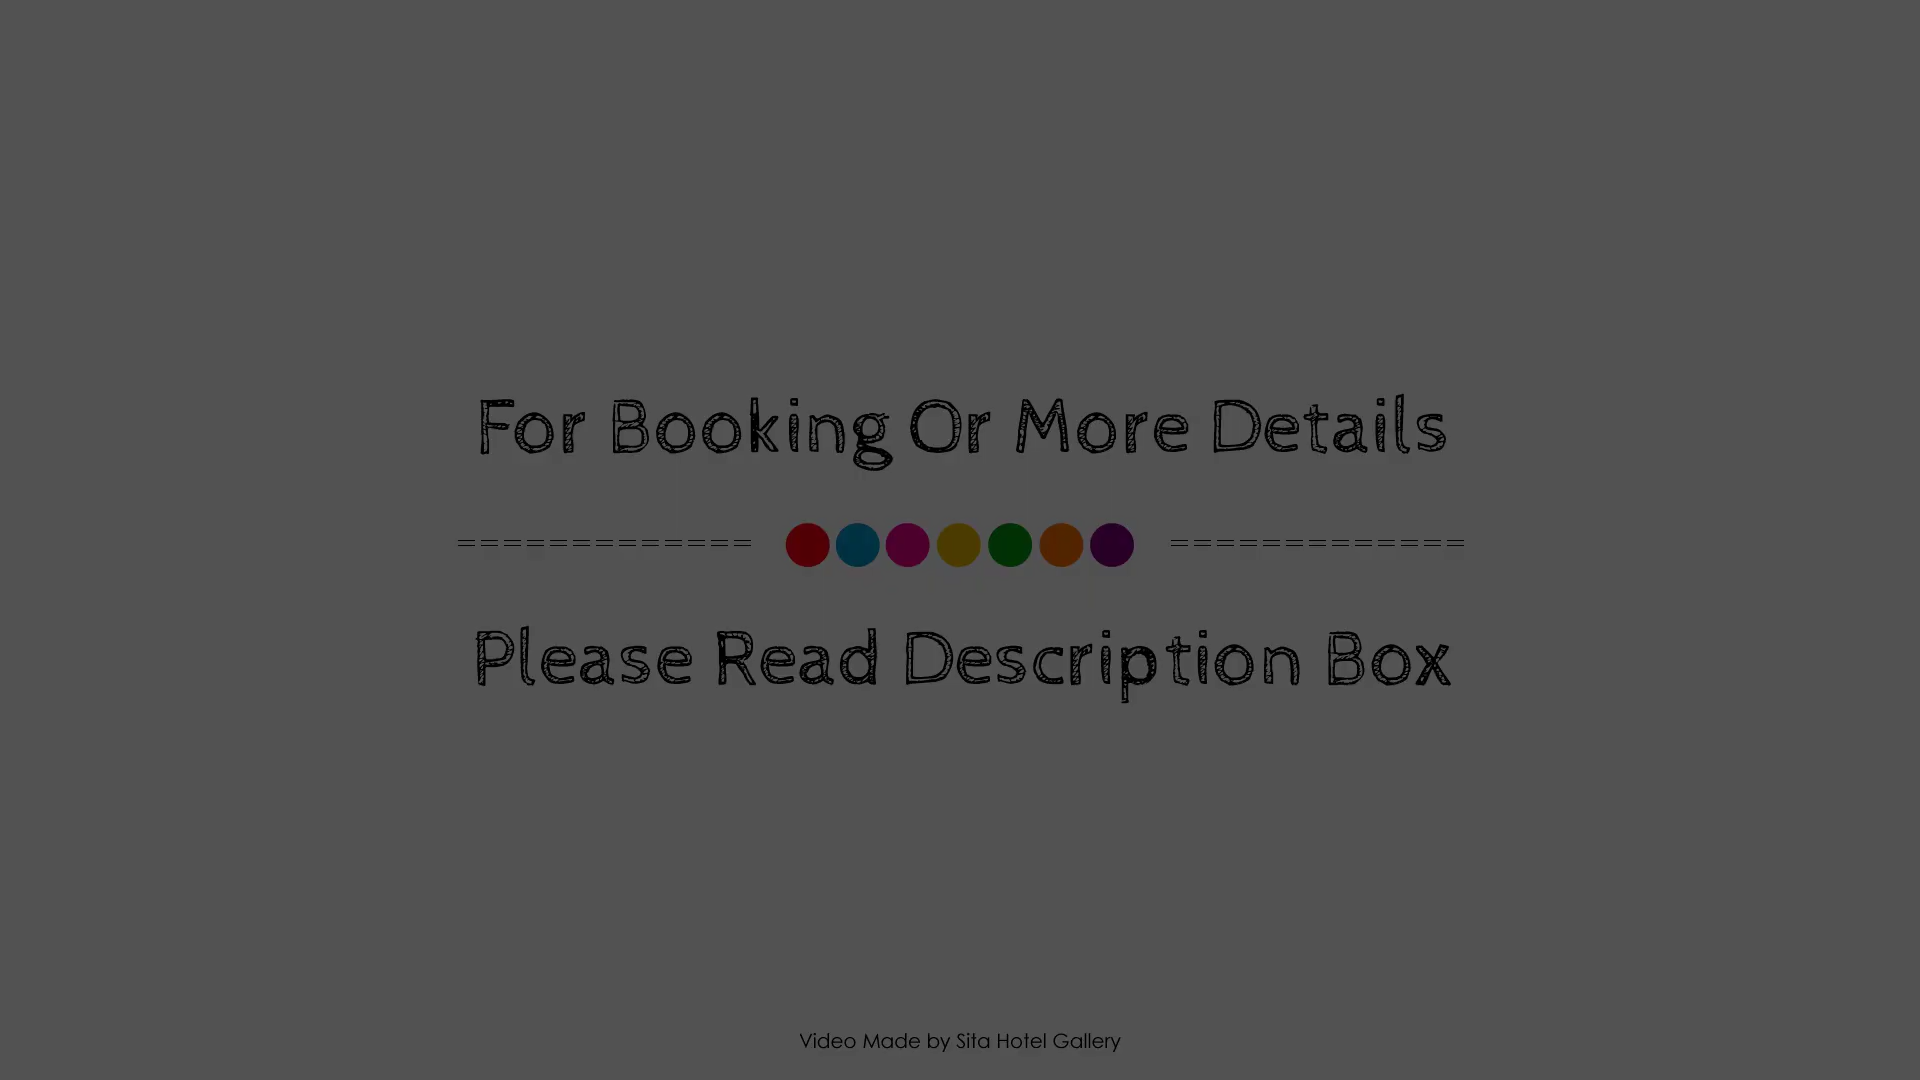 For Booking Or More Details
============= =============
Please Read Description Box
Video Made by Sita Hotel Gallery